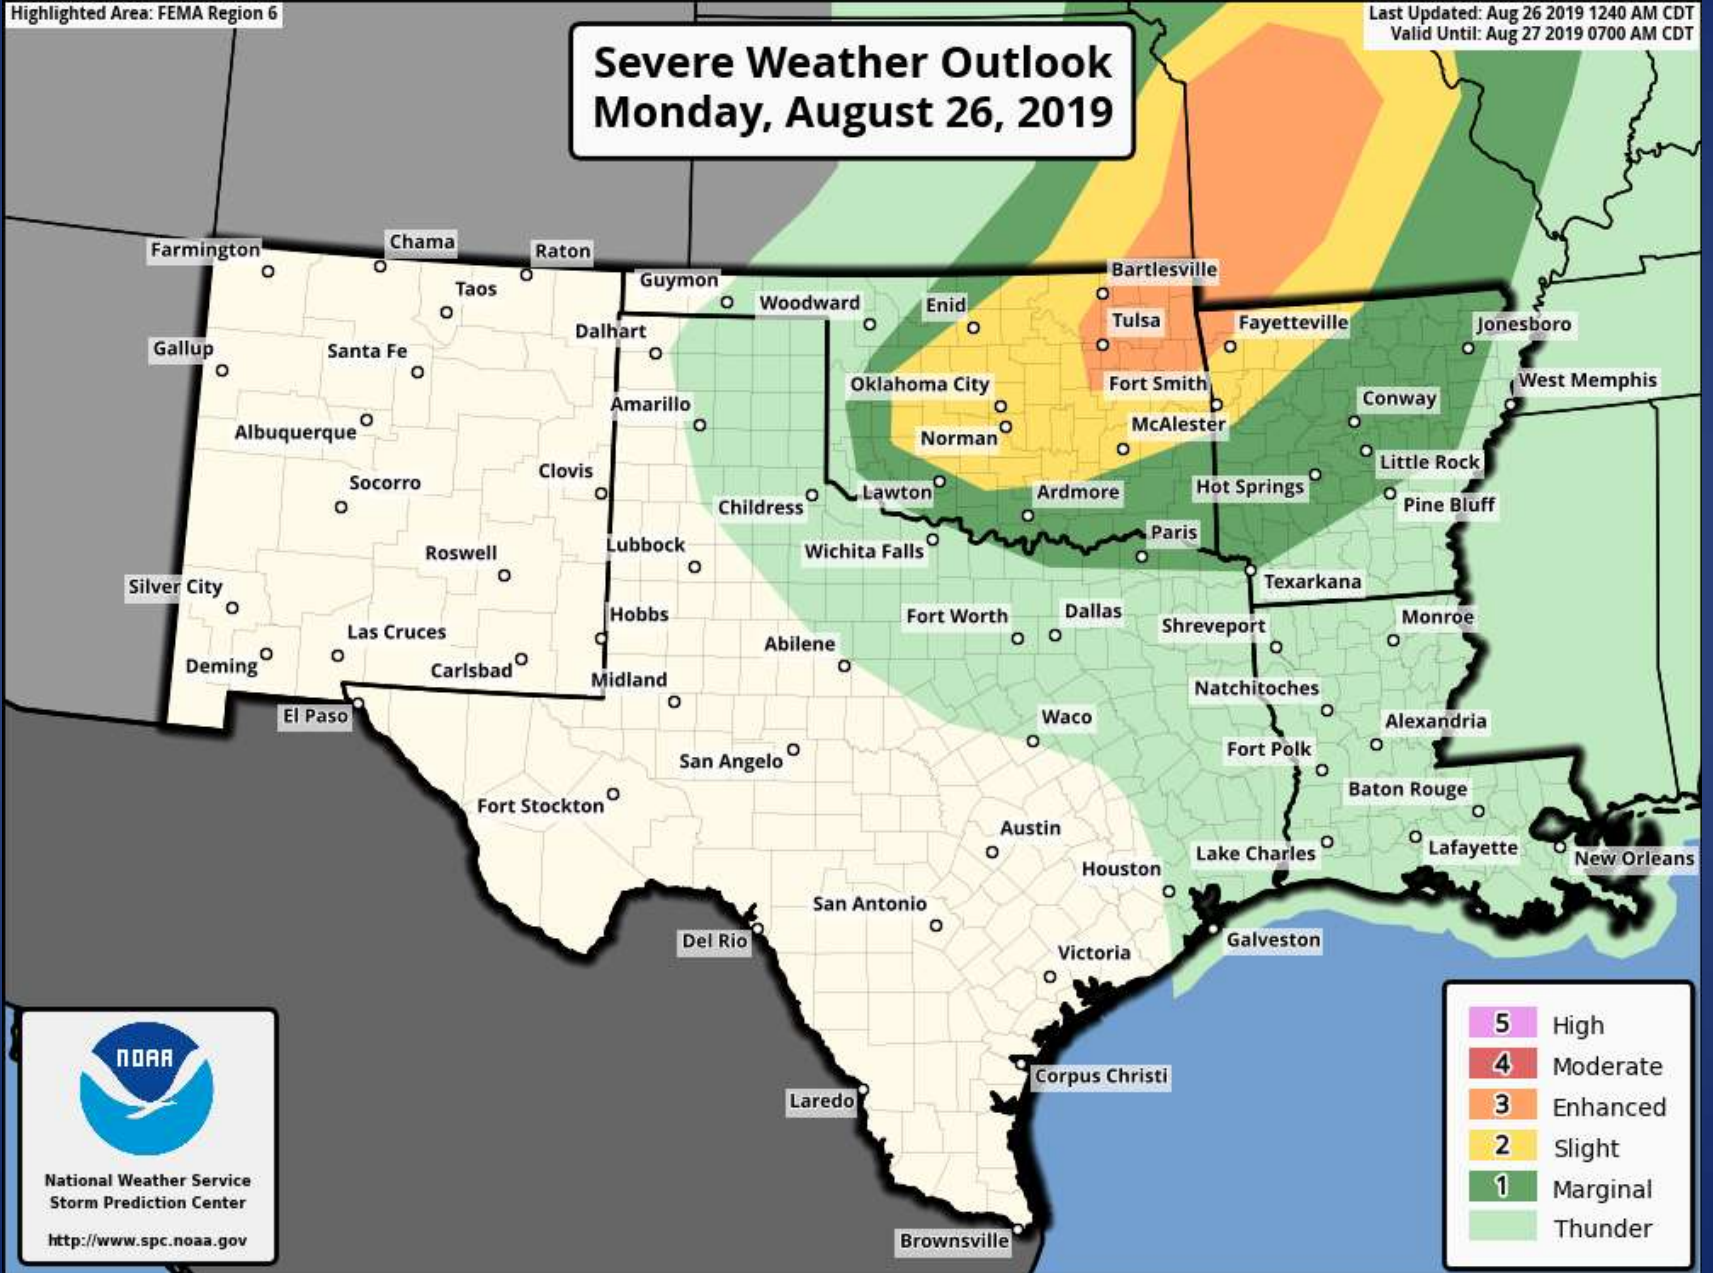 Highlighted Area: FEMA Region 6
Last Updated: Aug 26 2019 1240 AM CDT
Valid Until: Aug 27 2019 0700 AM CDT
Severe Weather Outlook
Monday, August 26, 2019
Farmington
Chama
Raton
Taos
Guymon
Woodward
Enid
Bartlesville
Tulsa
Fayetteville
Jonesboro
Gallup
Santa Fe
Dalhart
Oklahoma City
Fort Smith
West Memphis
Albuquerque
Amarillo
Norman
McAlester
Conway
Socorro
Clovis
Childress
Lawton
Ardmore
Hot Springs
Little Rock
Pine Bluff
Roswell
Lubbock
Wichita Falls
Paris
Silver City
Texarkana
Las Cruces
Hobbs
Fort Worth
Dallas
Shreveport
Monroe
Deming
Carlsbad
Midland
Abilene
Natchitoches
El Paso
Waco
Alexandria
San Angelo
Fort Polk
Fort Stockton
Baton Rouge
Austin
Lake Charles
Lafayette
New Orleans
Houston
San Antonio
Del Rio
Victoria
Galveston
Corpus Christi
Laredo
Brownsville
NOAA
National Weather Service
Storm Prediction Center
http://www.spc.noaa.gov
5 High
4 Moderate
3 Enhanced
2 Slight
1 Marginal
Thunder